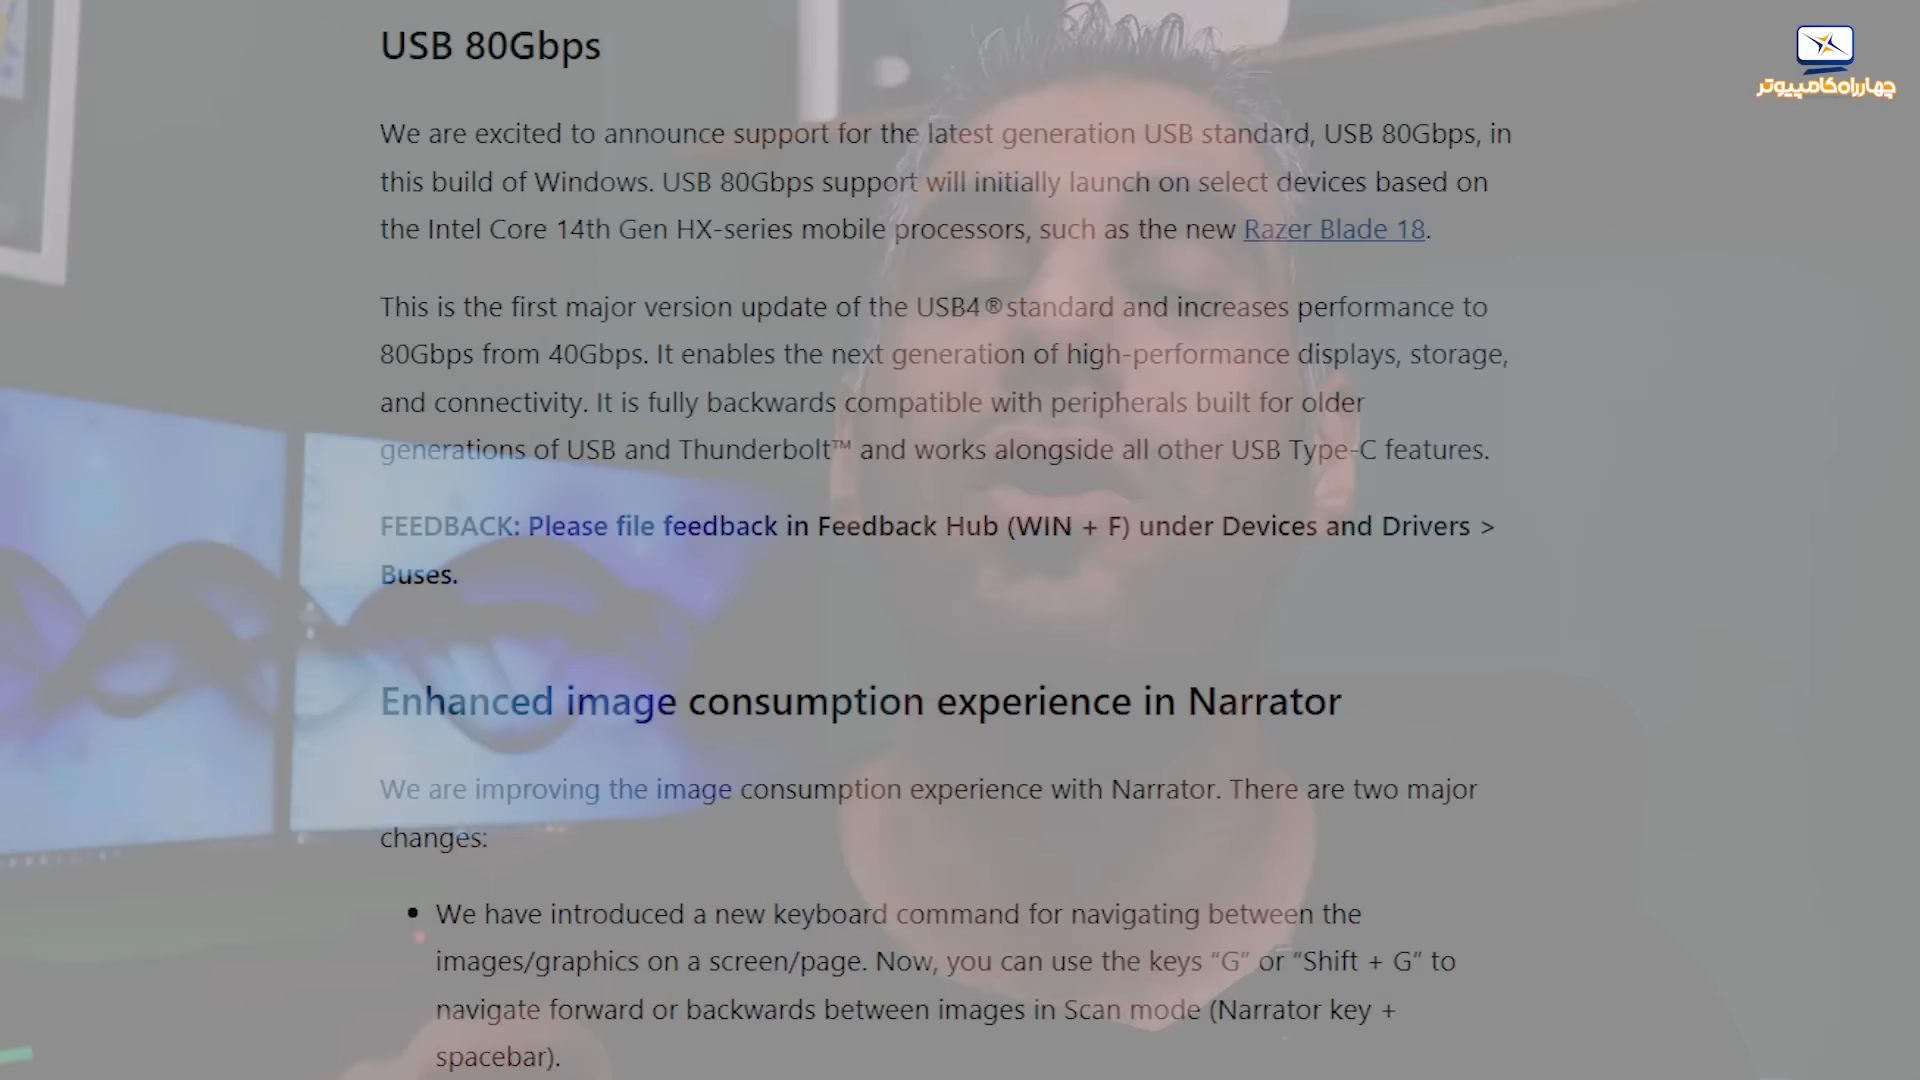 چهارراه کامپیوتر
USB 80Gbps
We are excited to announce support for the latest generation USB standard, USB 80Gbps, in
this build of Windows. USB 80Gbps support will initially launch on select devices based on
the Intel Core 14th Gen HX-series mobile processors, such as the new Razer Blade 18.
This is the first major version update of the USB4® standard and increases performance to
80Gbps from 40Gbps. It enables the next generation of high-performance displays, storage,
and connectivity. It is fully backwards compatible with peripherals built for older
generations of USB and Thunderbolt™ and works alongside all other USB Type-C features.
FEEDBACK: Please file feedback in Feedback Hub (WIN + F) under Devices and Drivers >
Buses.
Enhanced image consumption experience in Narrator
We are improving the image consumption experience with Narrator. There are two major
changes:
• We have introduced a new keyboard command for navigating between the
images/graphics on a screen/page. Now, you can use the keys “G” or “Shift + G” to
navigate forward or backwards between images in Scan mode (Narrator key +
spacebar).